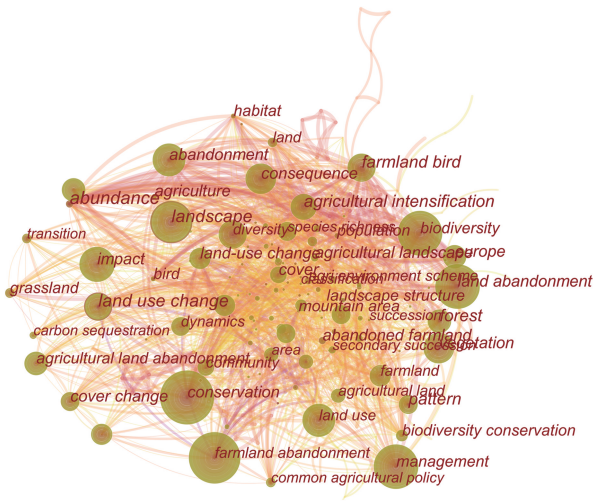 habitat
land
abandonment
farmland bird
consequence
agriculture
abundance
agricultural intensification
landscape
species richness
diversity
population
biodiversity
transition
land-use change
agricultural landscape
europe
impact
bird
cover
agri environment scheme
classification
land abandonment
grassland
landscape structure
land use change
mountain area
succession
forest
dynamics
carbon sequestration
abandoned farmland
vegetation
secondary succession
area
agricultural land abandonment
community
farmland
conservation
agricultural land
cover change
pattern
land use
biodiversity conservation
farmland abandonment
management
common agricultural policy